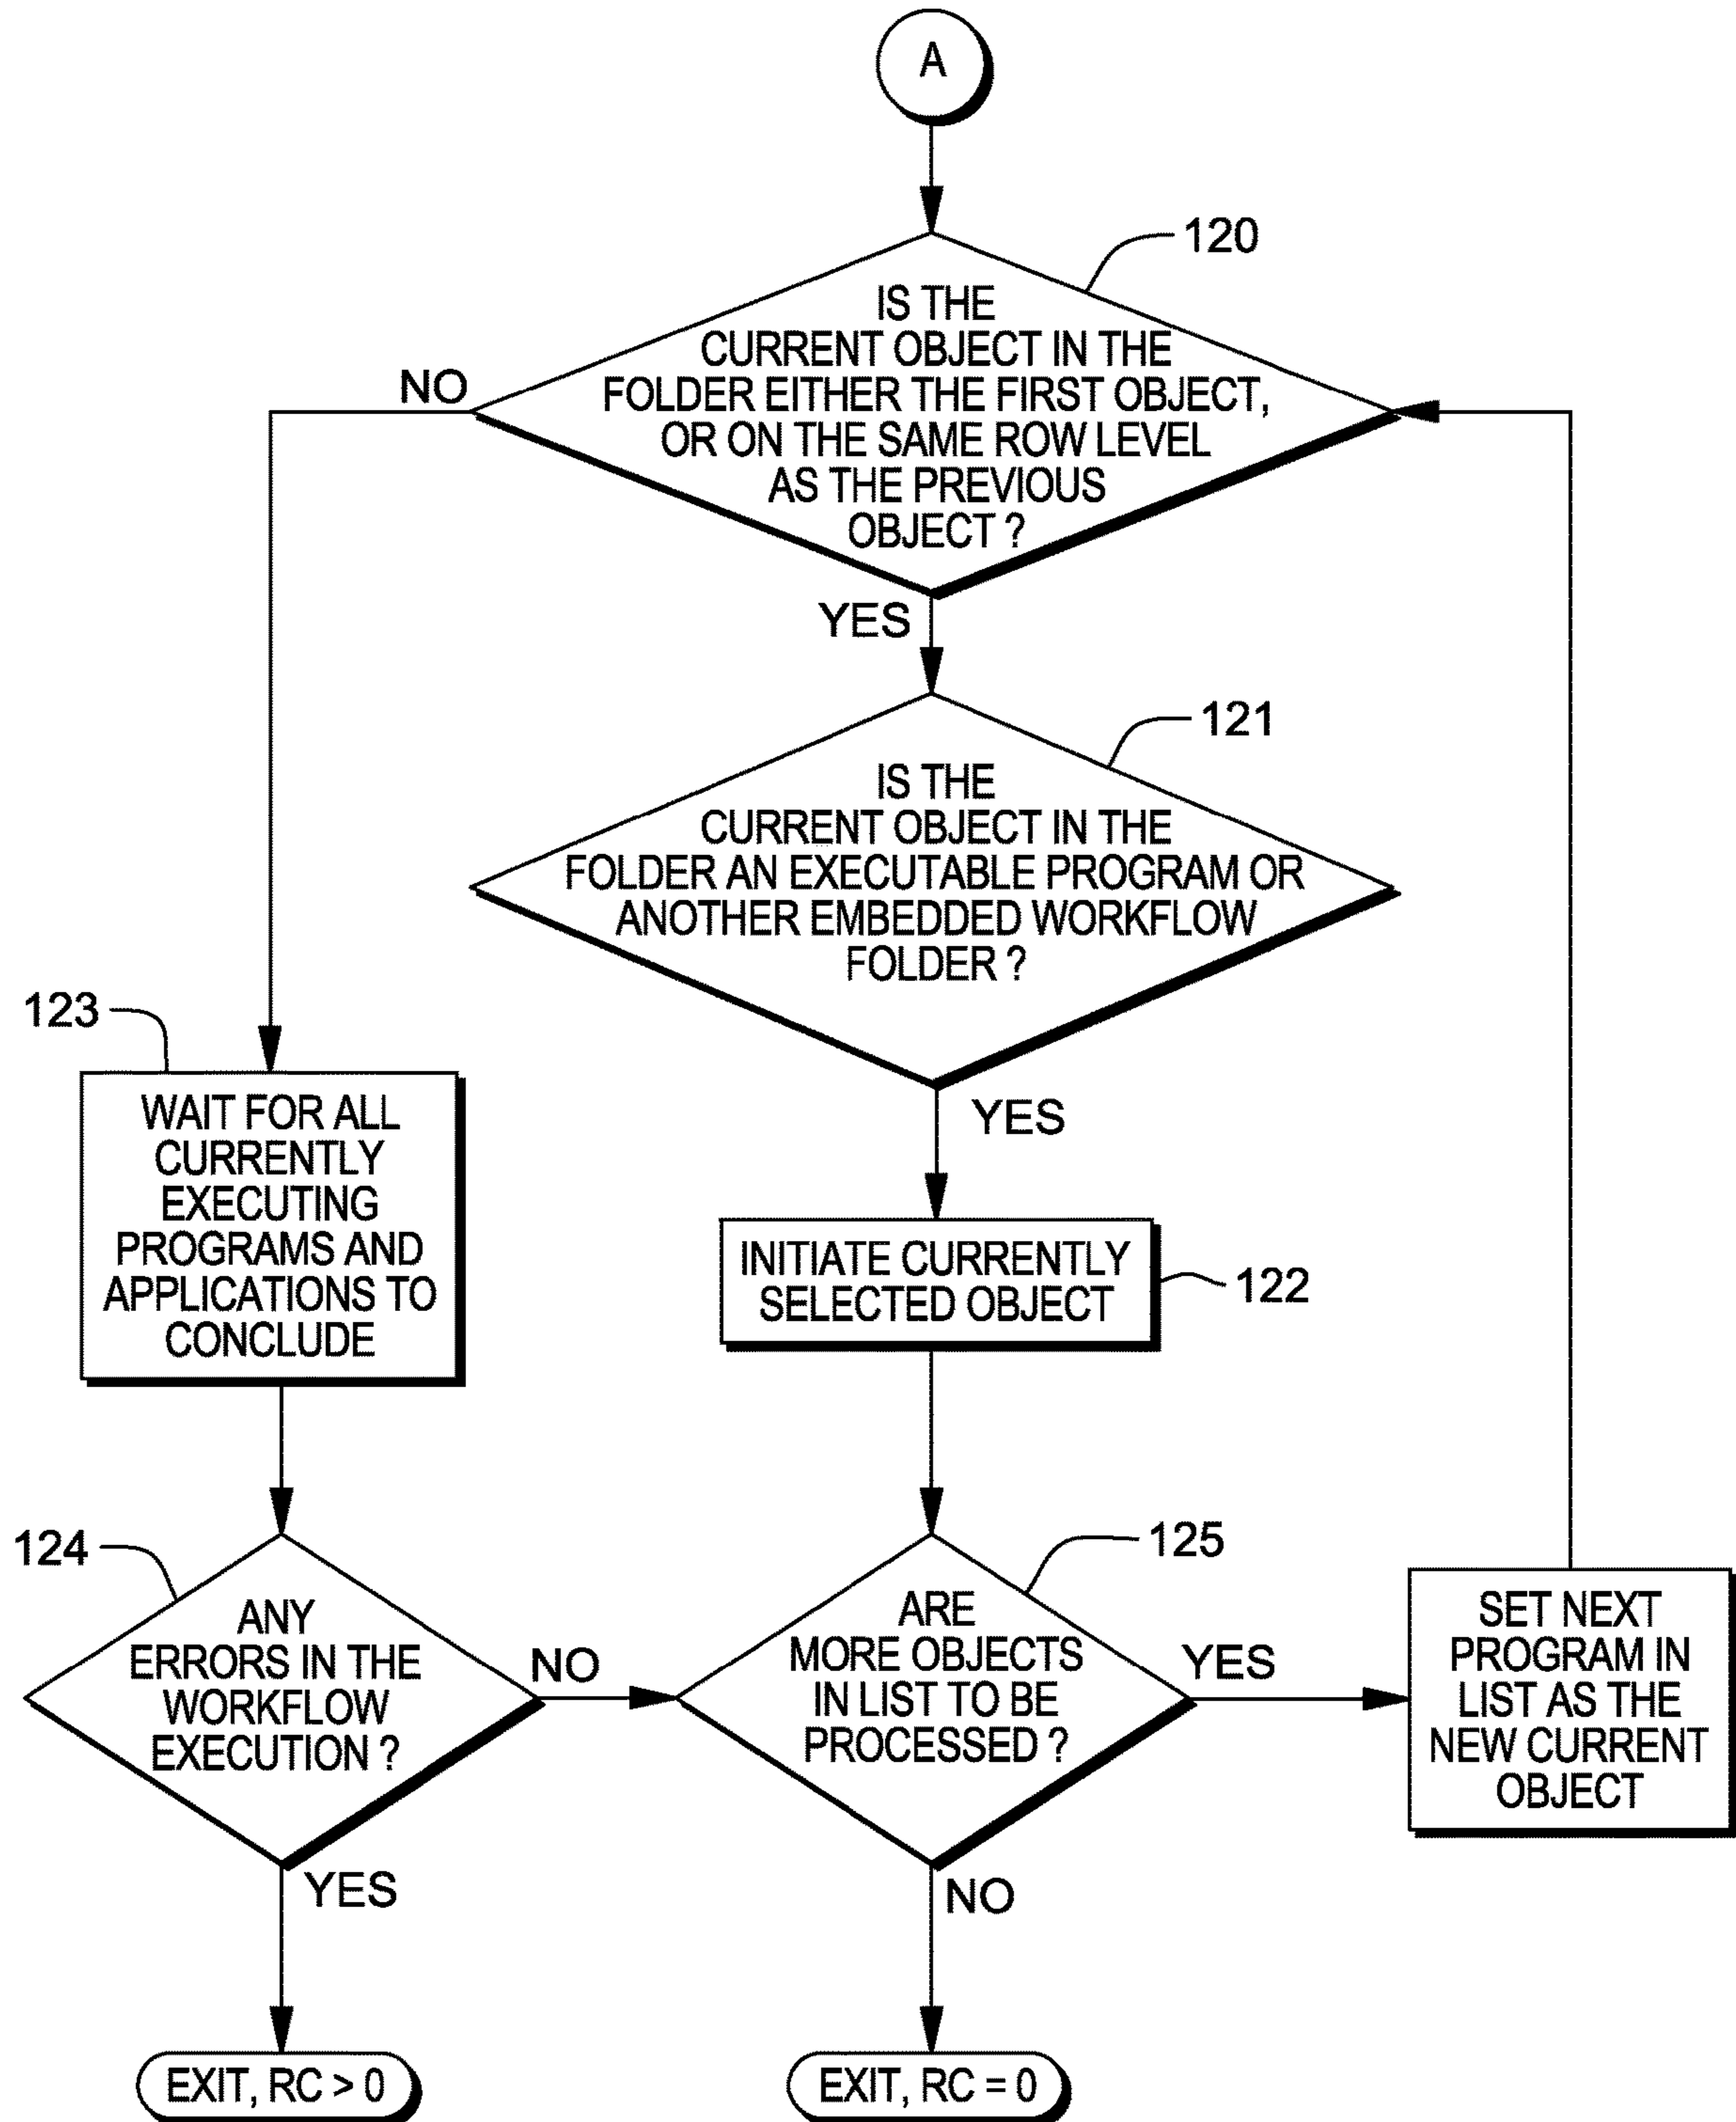 A
120
IS THE
CURRENT OBJECT IN THE
FOLDER EITHER THE FIRST OBJECT,
OR ON THE SAME ROW LEVEL
AS THE PREVIOUS
OBJECT ?
NO
YES
121
IS THE
CURRENT OBJECT IN THE
FOLDER AN EXECUTABLE PROGRAM OR
ANOTHER EMBEDDED WORKFLOW
FOLDER ?
YES
123
WAIT FOR ALL
CURRENTLY
EXECUTING
PROGRAMS AND
APPLICATIONS TO
CONCLUDE
INITIATE CURRENTLY
SELECTED OBJECT
122
124
ANY
ERRORS IN THE
WORKFLOW
EXECUTION ?
NO
YES
125
ARE
MORE OBJECTS
IN LIST TO BE
PROCESSED ?
YES
NO
SET NEXT
PROGRAM IN
LIST AS THE
NEW CURRENT
OBJECT
EXIT, RC > 0
EXIT, RC = 0